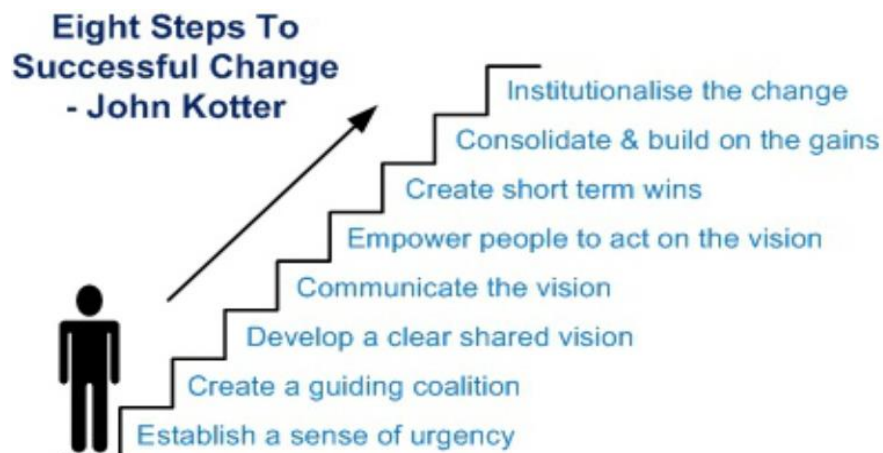 Eight Steps To
Successful Change
- John Kotter
Institutionalise the change
Consolidate & build on the gains
Create short term wins
Empower people to act on the vision
Communicate the vision
Develop a clear shared vision
Create a guiding coalition
Establish a sense of urgency